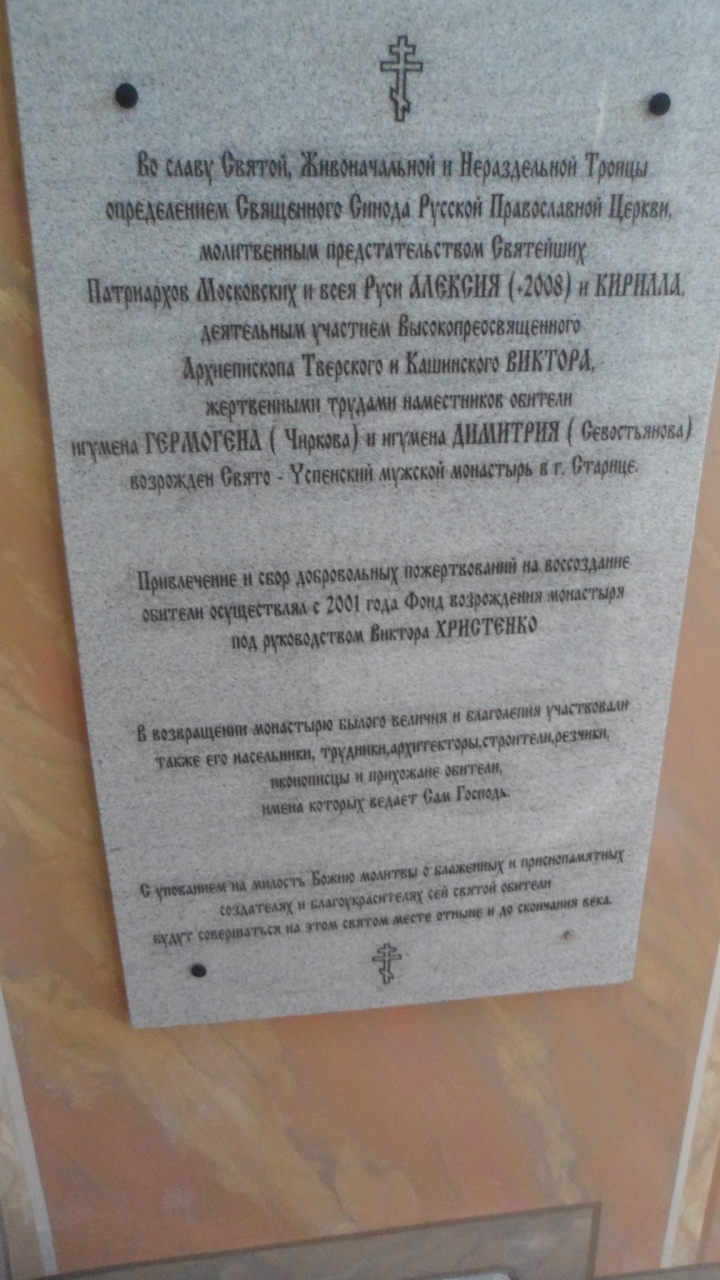 Во славу Святой, Живоначальной и Нераздельной Троицы
определением Священного Синода Русской Православной Церкви,
молитвенным предстательством Святейших
Патриархов Московских и всея Руси АЛЕКСИЯ (+2008) и КИРИЛЛА,
деятельным участием Высокопреосвященного
Архиепископа Тверского и Кашинского ВИКТОРА,
жертвенными трудами наместников обители
игумена ГЕРМОГЕНА ( Чиркова) и игумена ДИМИТРИЯ ( Севостьянова)
возрожден Свято - Успенский мужской монастырь в г. Старице.
Привлечение и сбор добровольных пожертвований на воссоздание
обители осуществлял с 2001 года Фонд возрождения монастыря
под руководством Виктора ХРИСТЕНКО
В возвращении монастырю былого величия и благолепия участвовали
также его насельники, трудники,архитекторы,строители,резчики,
иконописцы и прихожане обители,
имена которых ведает Сам Господь.
С упованием на милость Божию молитвы о блаженных и приснопамятных
создателях и благоукрасителях сей святой обители
будут совершаться на этом святом месте отныне и до скончания века.